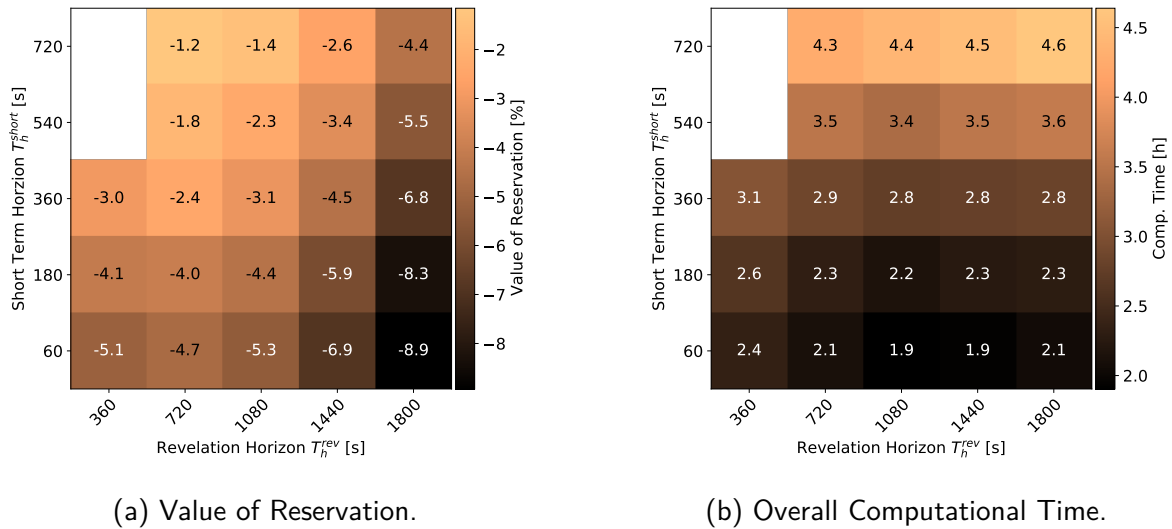 720 -1.2 -1.4 -2.6 -4.4
540 -1.8 -2.3 -3.4 -5.5
360 -3.0 -2.4 -3.1 -4.5 -6.8
180 -4.1 -4.0 -4.4 -5.9 -8.3
60 -5.1 -4.7 -5.3 -6.9 -8.9
360 720 1080 1440 1800
Revelation Horizon T_h^{rev} [s]
Short Term Horzion T_h^{short} [s]
−2
−3
−4
−5
−6
−7
−8
Value of Reservation [%]
(a) Value of Reservation.
720 4.3 4.4 4.5 4.6
540 3.5 3.4 3.5 3.6
360 3.1 2.9 2.8 2.8 2.8
180 2.6 2.3 2.2 2.3 2.3
60 2.4 2.1 1.9 1.9 2.1
360 720 1080 1440 1800
Revelation Horizon T_h^{rev} [s]
Short Term Horzion T_h^{short} [s]
4.5
4.0
3.5
3.0
2.5
2.0
Comp. Time [h]
(b) Overall Computational Time.